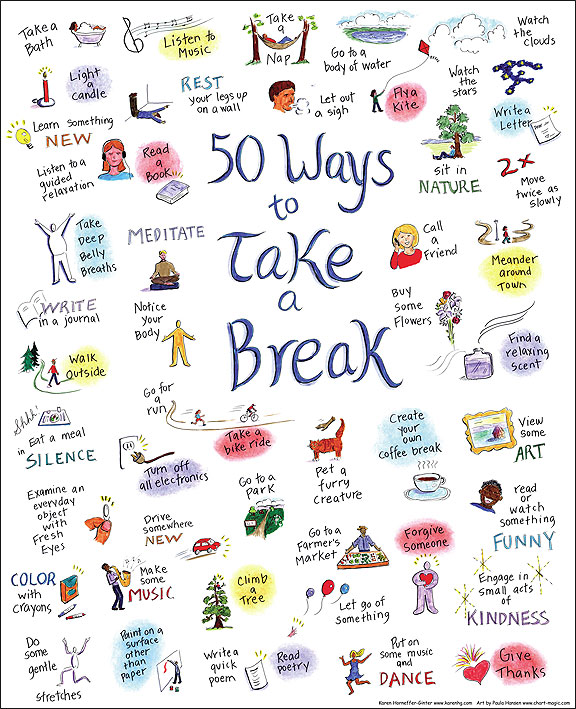 Take a
Bath
Listen to
Music
Take
a
Nap
Go to a
body of water
Watch
the clouds
Light
a
candle
REST
your legs up
on a wall
Let out
a sigh
Fly a
Kite
Watch
the
stars
Write a
Letter
Learn something
NEW
Listen to a
guided
relaxation
Read
a
Book
50 Ways
to
Take
a
Break
sit in
NATURE
2x
Move
twice as
slowly
Take
Deep
Belly
Breaths
MEDITATE
Call
a
Friend
Meander
around
Town
WRITE
in a journal
Notice
your
Body
Buy
Some
Flowers
Find a
relaxing
scent
Walk
Outside
Go for
a
run
Take a
bike ride
Shhh!
Eat a meal
in
SILENCE
Turn off
all electronics
Pet a
furry
creature
Create
your
own
coffee break
View
some
ART
Examine an
everyday
object
with
Fresh
Eyes
Drive
somewhere
NEW
Go to a
park
read
or
watch
something
FUNNY
Go to a
Farmer's
Market
Forgive
Someone
COLOR
with
crayons
Make
some
MUSIC
Climb
a
Tree
Let go of
something
Engage in
small acts
of
KINDNESS
Do
some
gentle
stretches
Paint on a
surface
other
than
paper
Write a
quick
poem
Read
poetry
Put on
some music
and
DANCE
Give
Thanks
Karen Horneffer-Ginter www.karenhg.com Art by Paula Hansen www.chart-magic.com